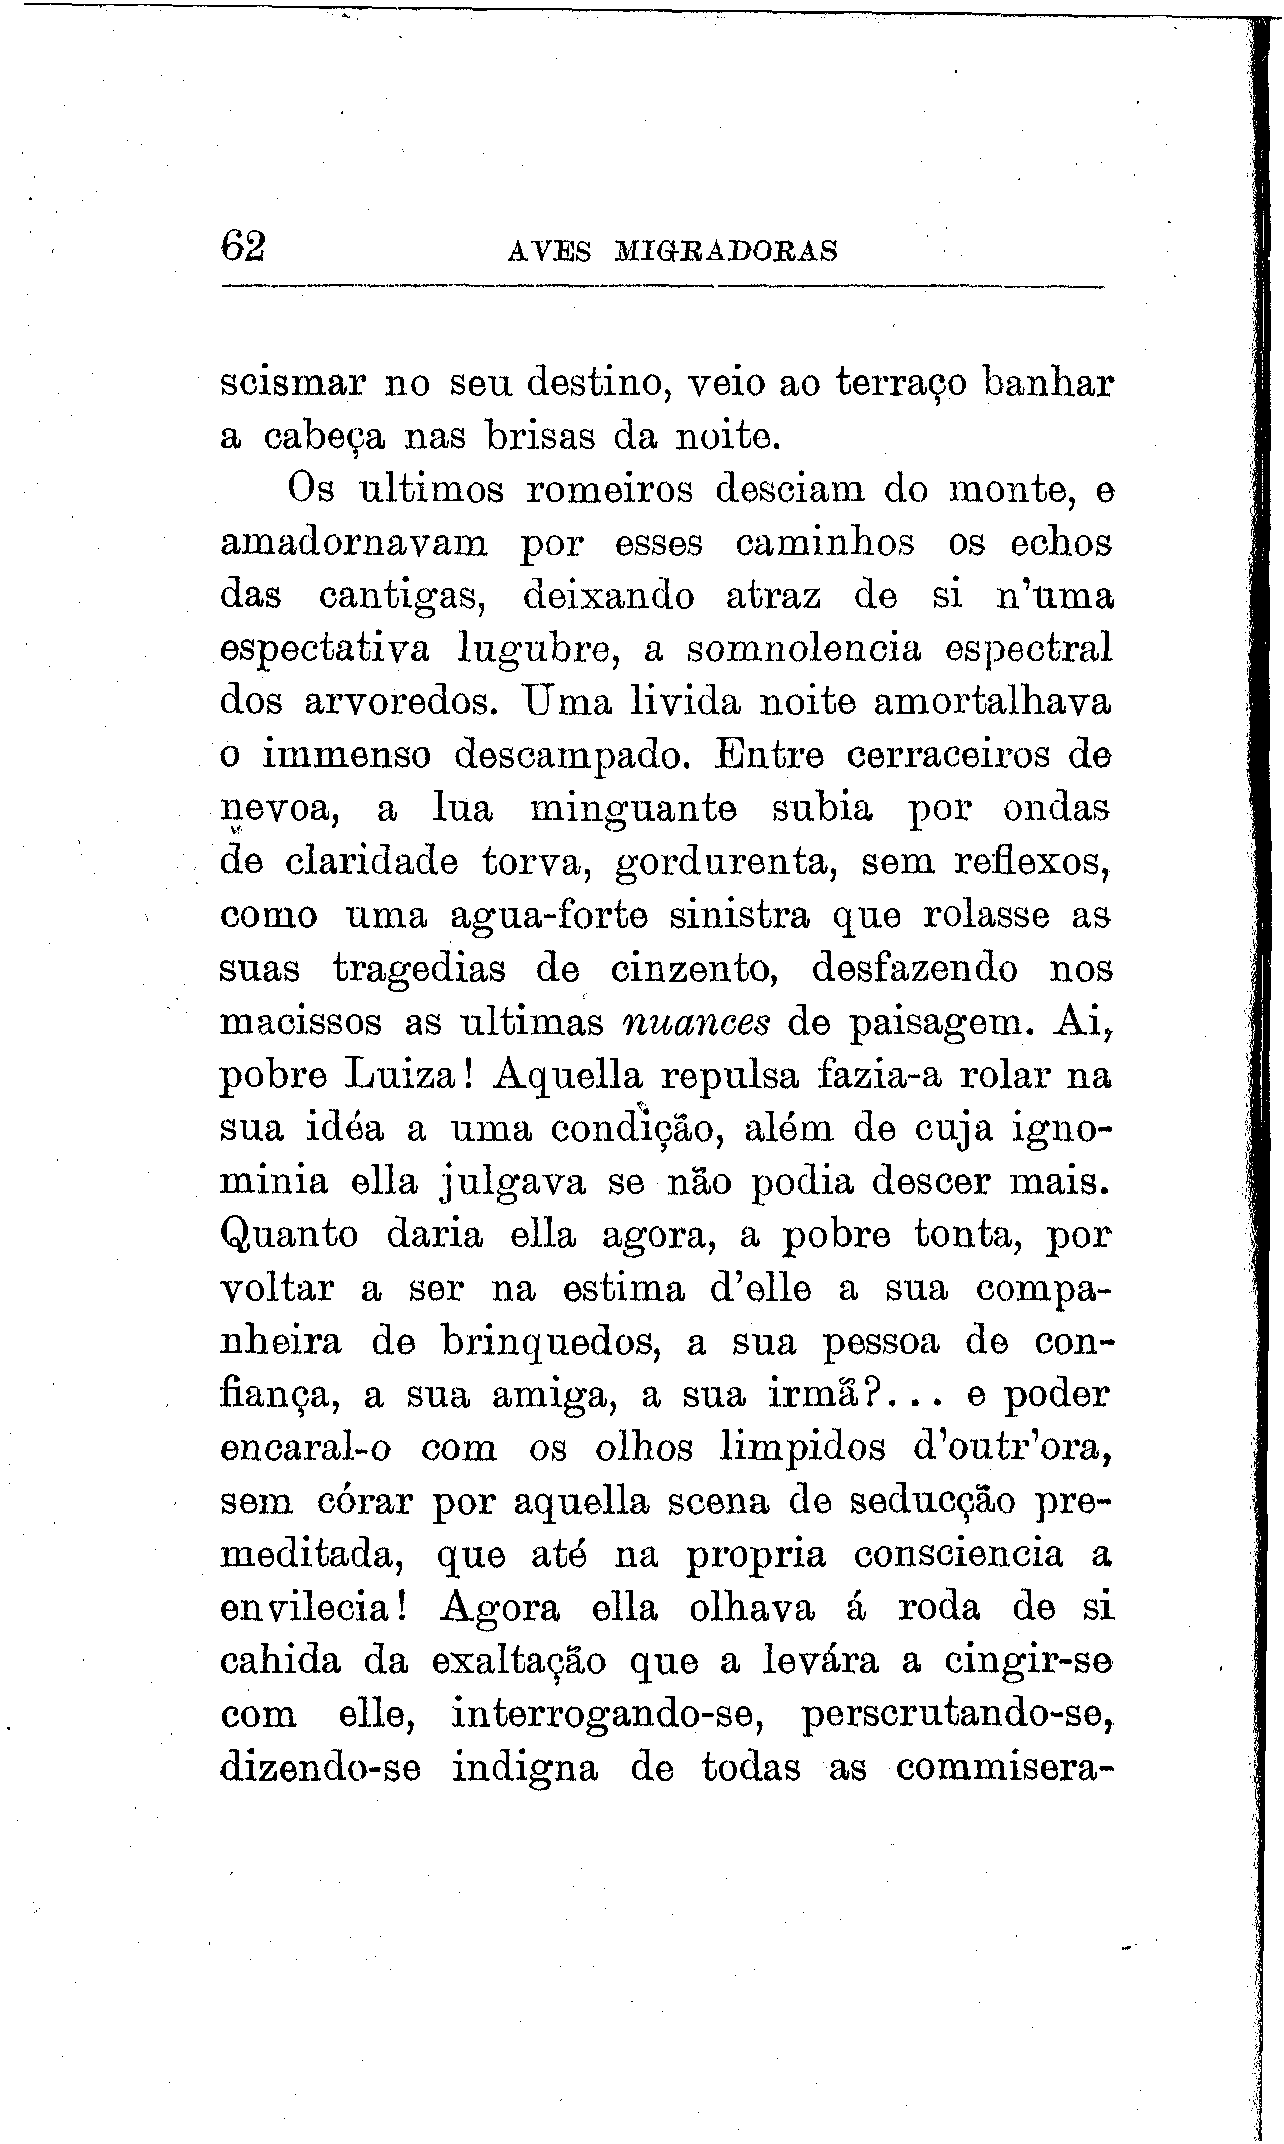 62 AVES MIGRADORAS
scismar no seu destino, veio ao terraço banhar
a cabeça nas brisas da noite.
Os ultimos romeiros desciam do monte, e
amadornavam por esses caminhos os echos
das cantigas, deixando atraz de si n'uma
espectativa lugubre, a somnolencia espectral
dos arvoredos. Uma livida noite amortalhava
o immenso descampado. Entre cerraceiros de
nevoa, a lua minguante subia por ondas
de claridade torva, gordurenta, sem reflexos,
como uma agua-forte sinistra que rolasse as
suas tragedias de cinzento, desfazendo nos
macissos as ultimas nuances de paisagem. Ai,
pobre Luiza! Aquella repulsa fazia-a rolar na
sua idéa a uma condição, além de cuja igno-
minia ella julgava se não podia descer mais.
Quanto daria ella agora, a pobre tonta, por
voltar a ser na estima d'elle a sua compa-
nheira de brinquedos, a sua pessoa de con-
fiança, a sua amiga, a sua irmã?... e poder
encaral-o com os olhos limpidos d'outr'ora,
sem córar por aquella scena de seducção pre-
meditada, que até na propria consciencia a
envilecia! Agora ella olhava á roda de si
cahida da exaltação que a levára a cingir-se
com elle, interrogando-se, perscrutando-se,
dizendo-se indigna de todas as commisera-